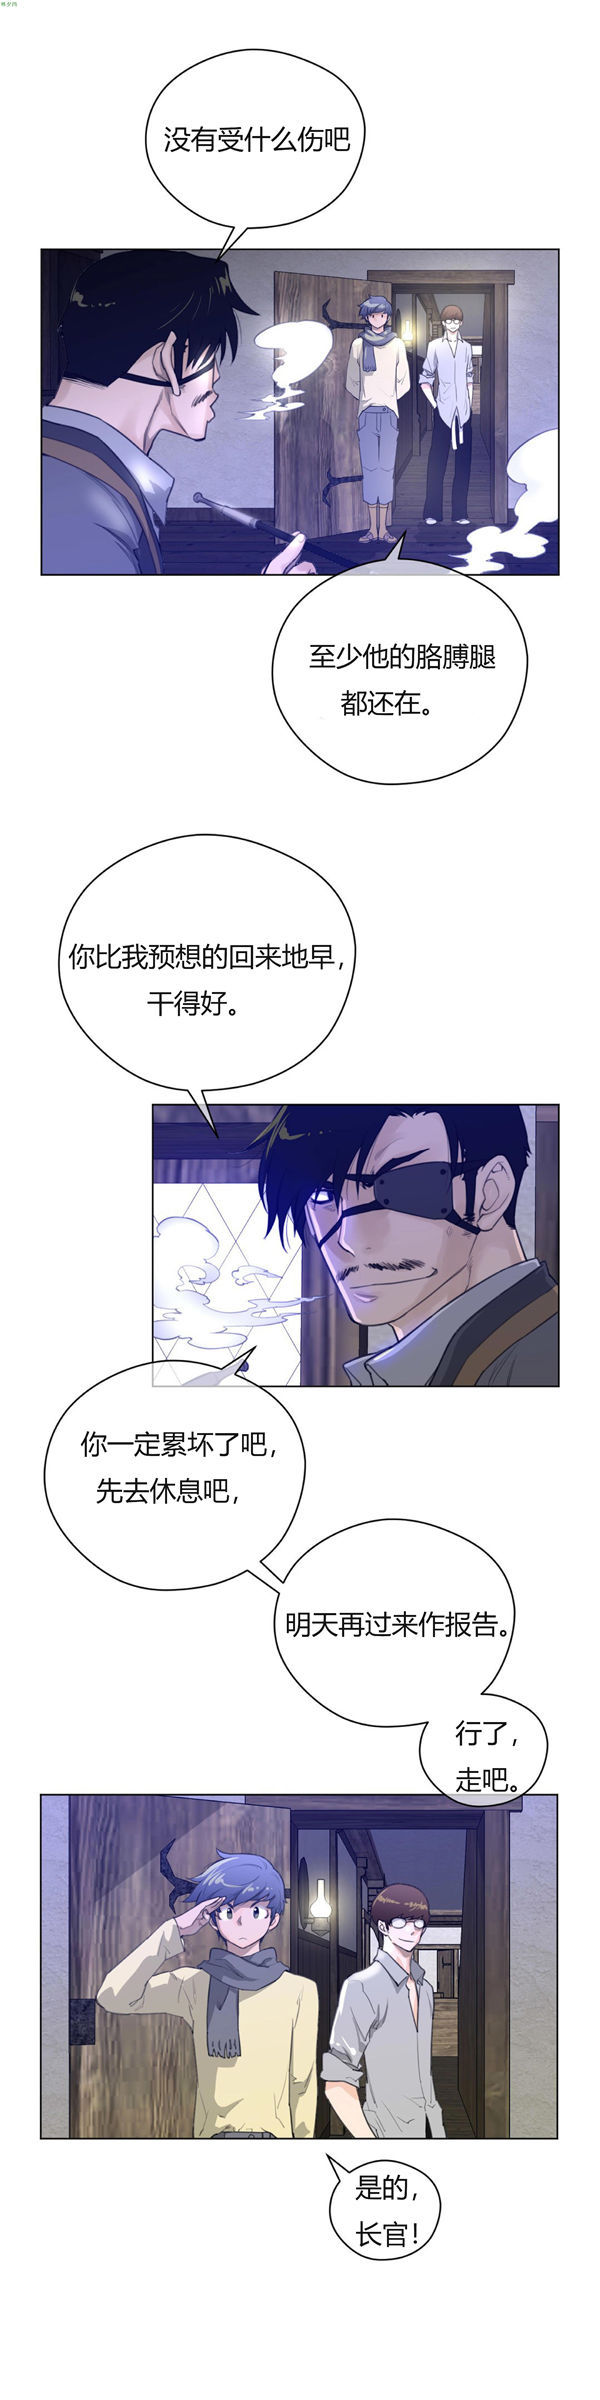 没有受什么伤吧
至少他的胳膊腿
都还在。
你比我预想的回来地早，
干得好。
你一定累坏了吧，
先去休息吧，
明天再过来作报告。
行了，
走吧。
是的，
长官！